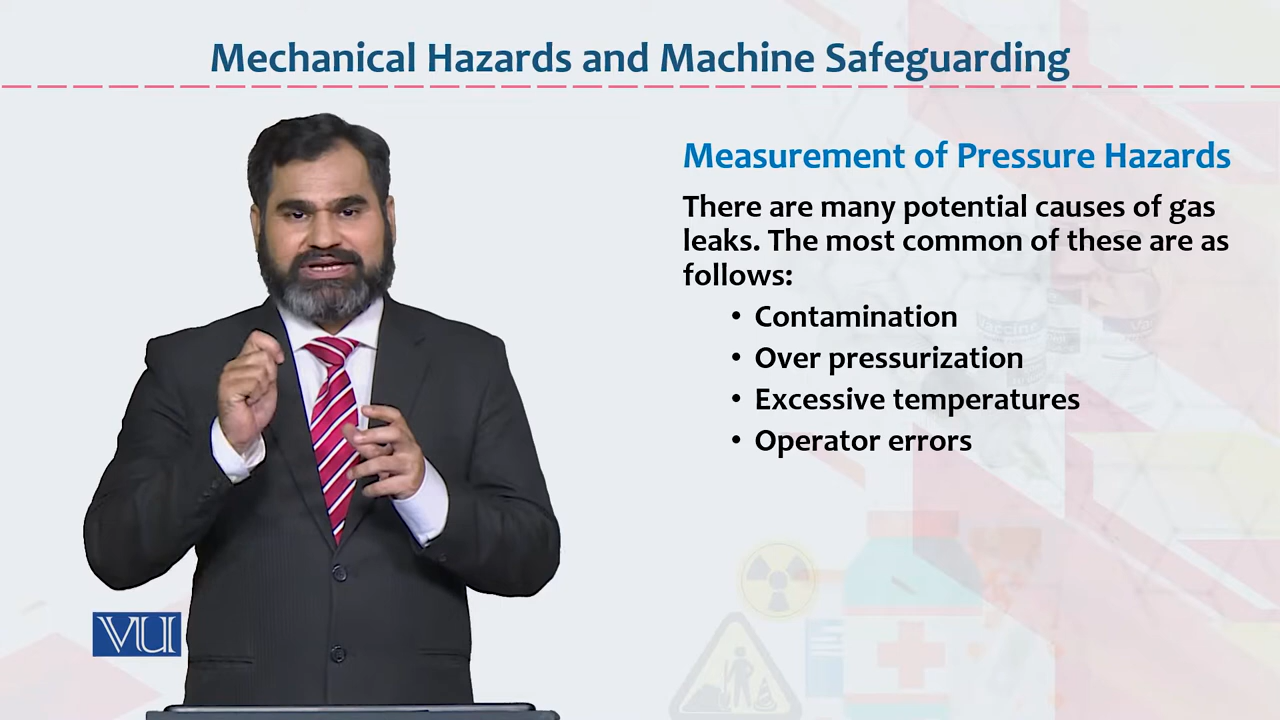 Mechanical Hazards and Machine Safeguarding
Measurement of Pressure Hazards
There are many potential causes of gas
leaks. The most common of these are as
follows:
• Contamination
• Over pressurization
• Excessive temperatures
• Operator errors
Vaccine
VU